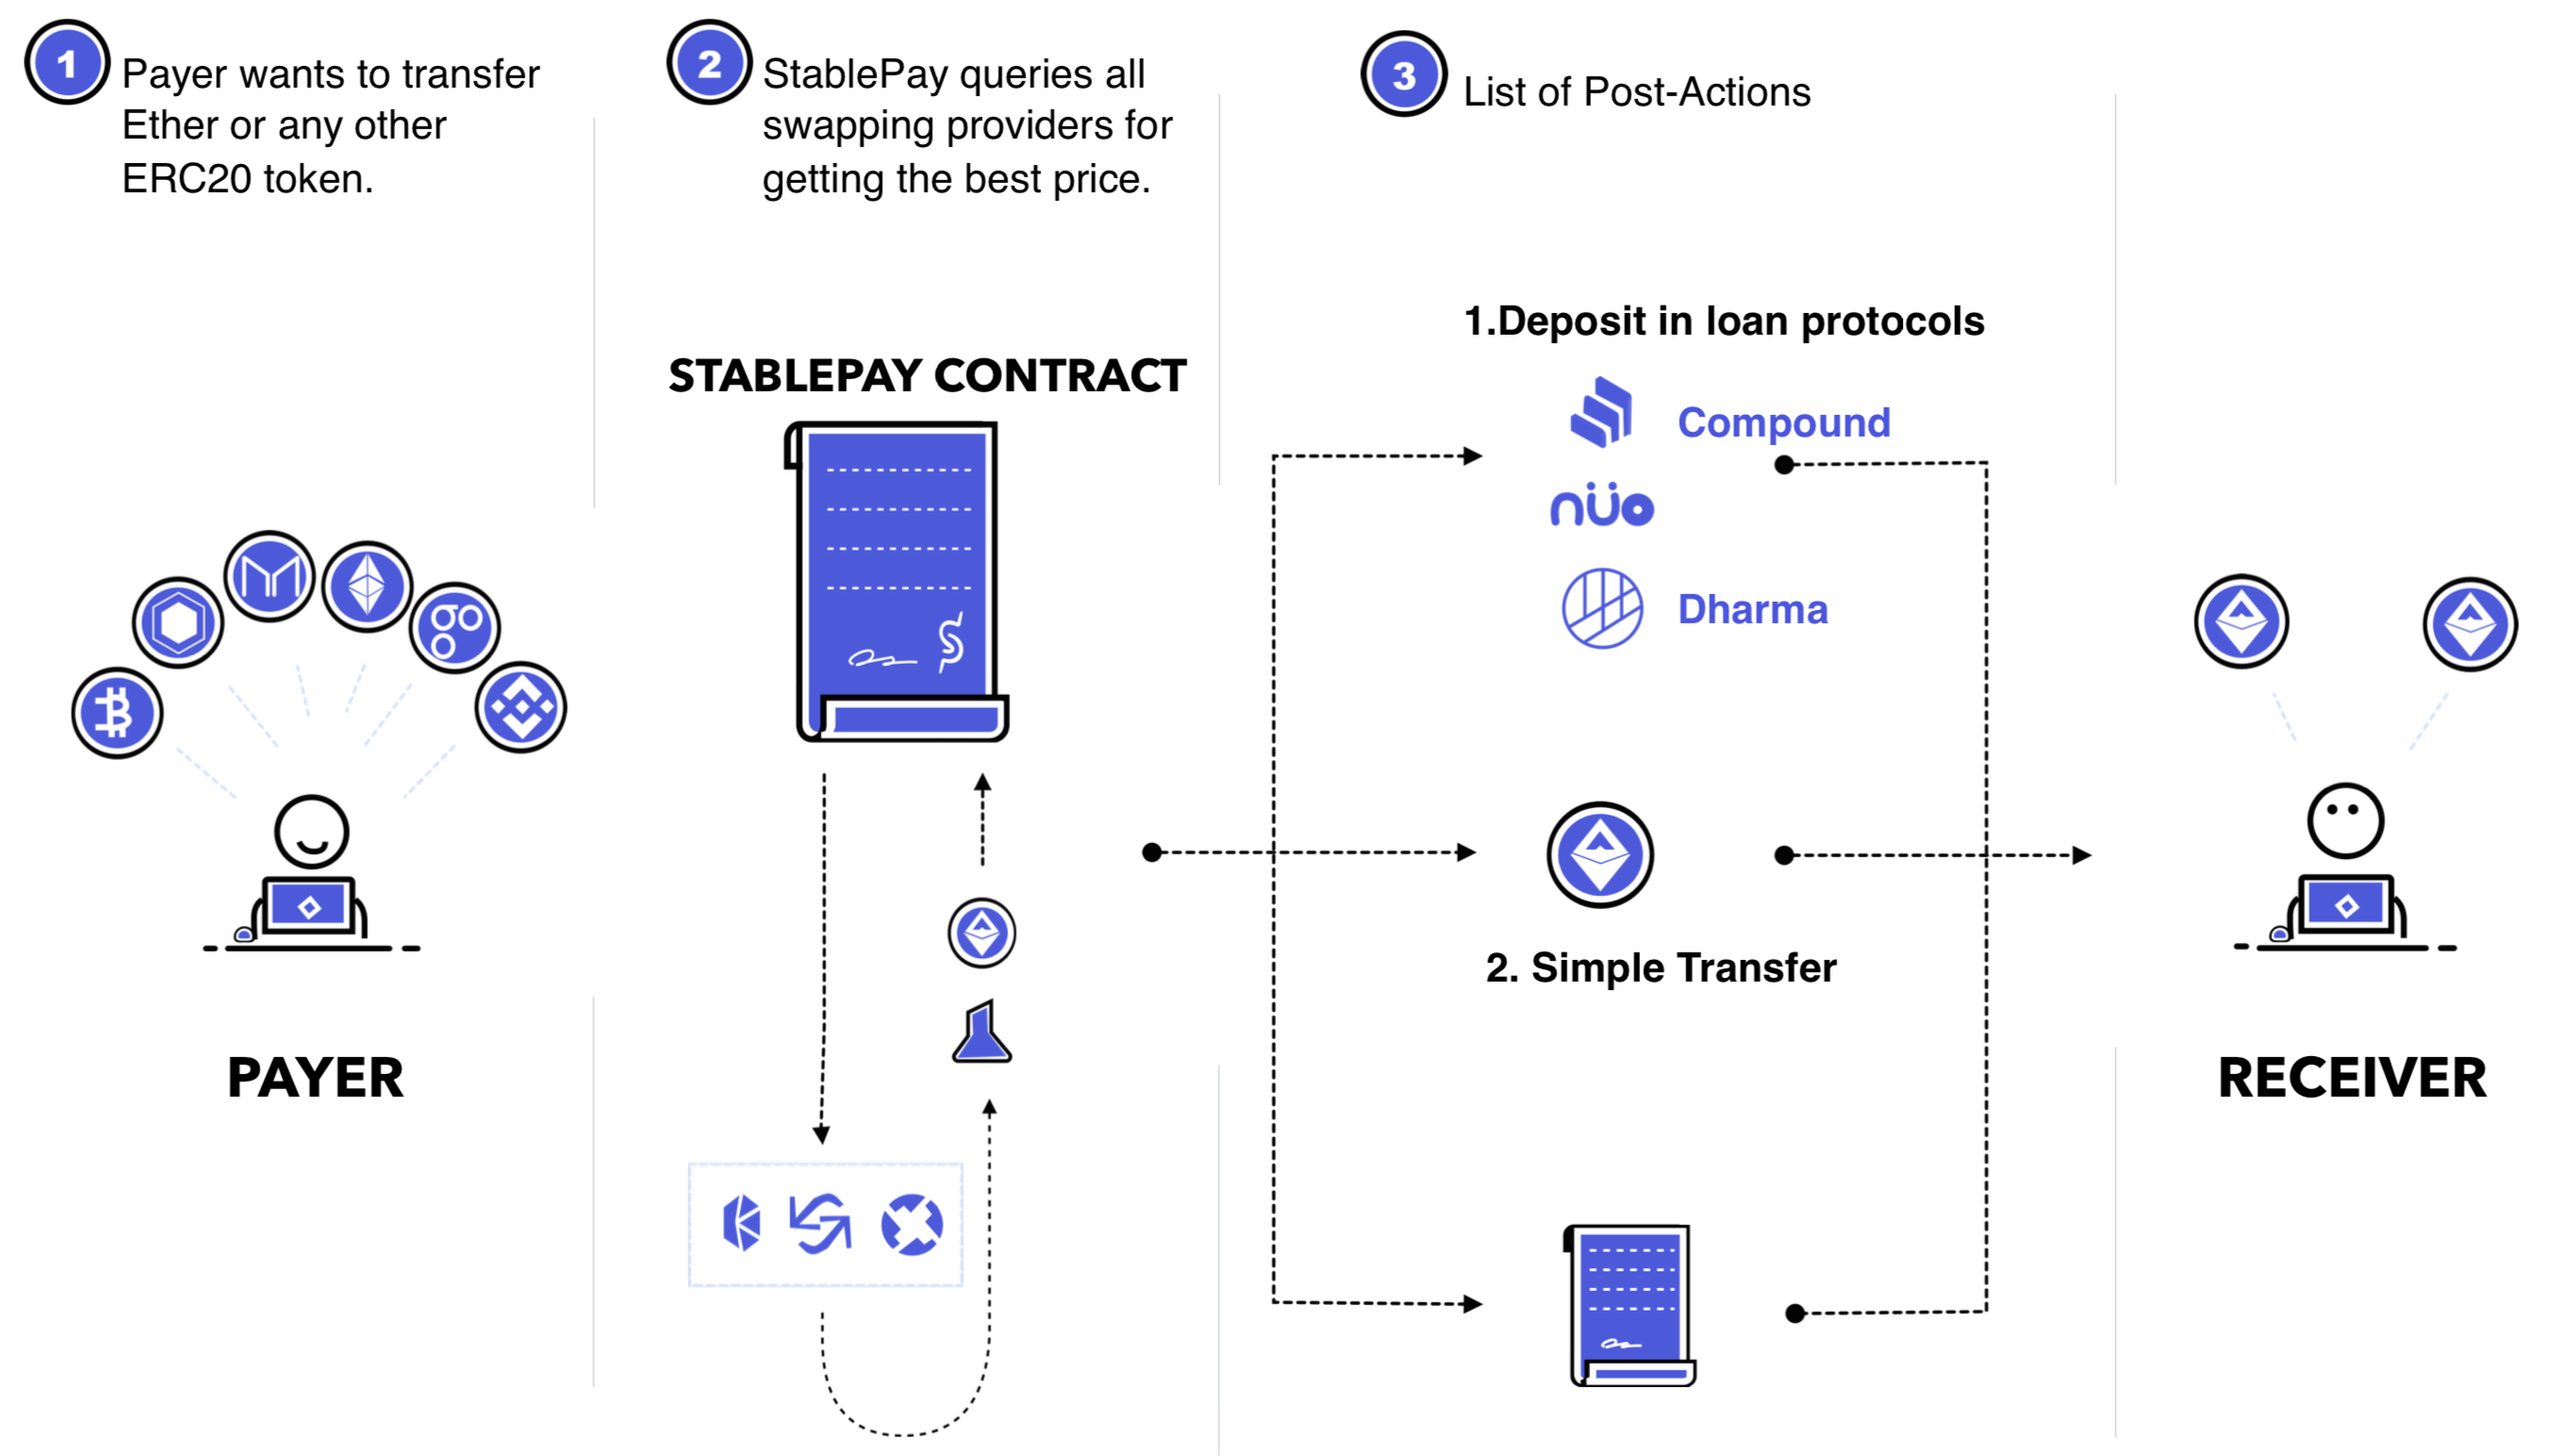 1
Payer wants to transfer
Ether or any other
ERC20 token.
2
StablePay queries all
swapping providers for
getting the best price.
3
List of Post-Actions
STABLEPAY CONTRACT
1.Deposit in loan protocols
Compound
nüo
Dharma
2. Simple Transfer
PAYER
RECEIVER